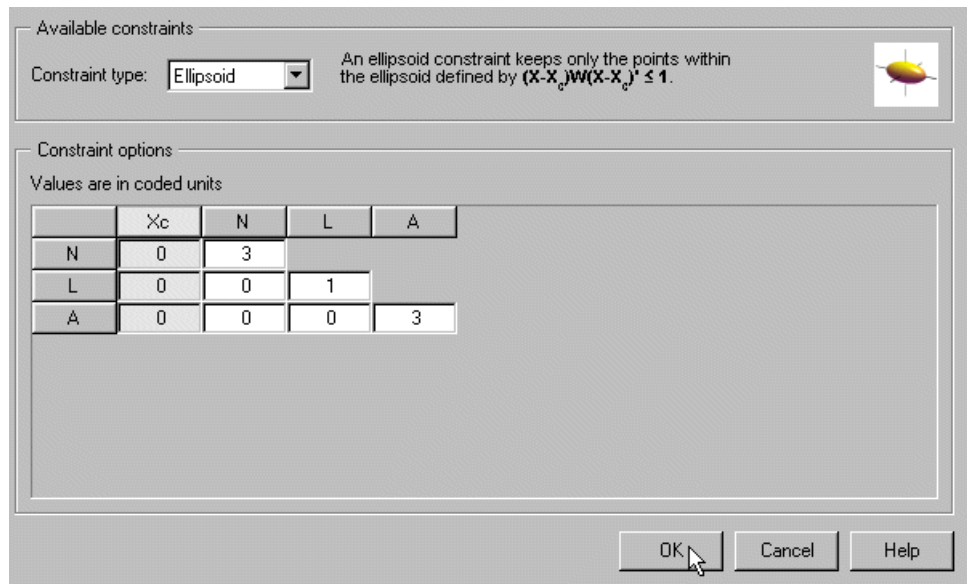 Available constraints
Constraint type: Ellipsoid
An ellipsoid constraint keeps only the points within
the ellipsoid defined by (X-Xc)W(X-Xc)' ≤ 1.
Constraint options
Values are in coded units
Xc N L A
N 0 3
L 0 0 1
A 0 0 0 3
OK Cancel Help